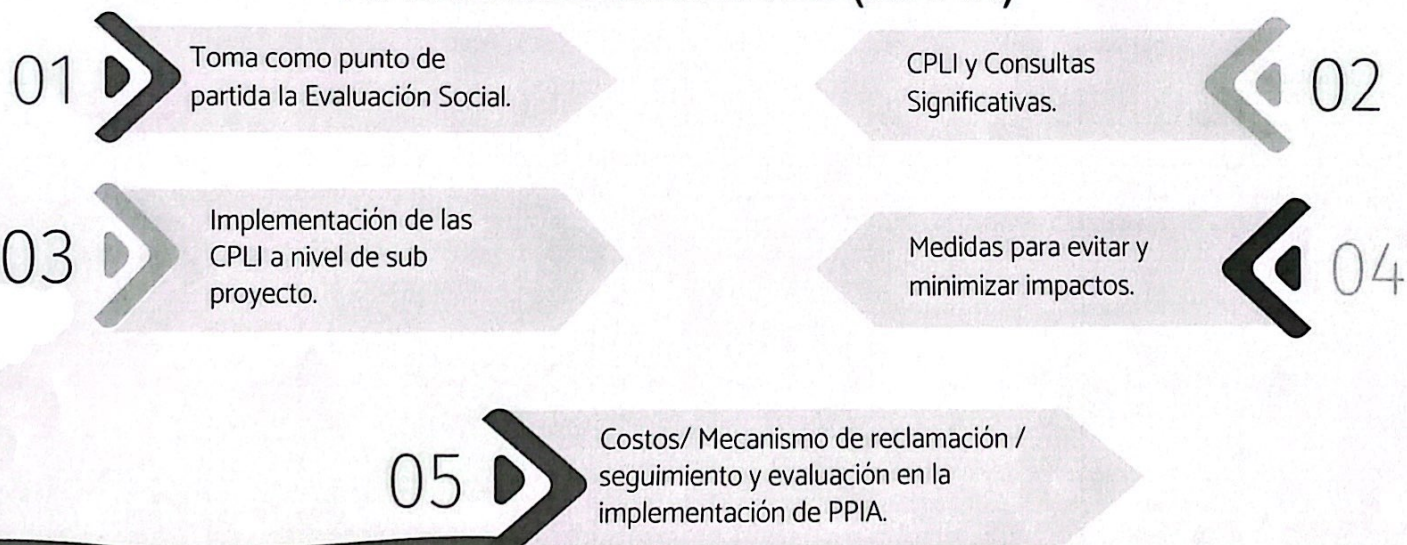 01
Toma como punto de
partida la Evaluación Social.
CPLI y Consultas
Significativas.
02
03
Implementación de las
CPLI a nivel de sub
proyecto.
Medidas para evitar y
minimizar impactos.
04
05
Costos/ Mecanismo de reclamación /
seguimiento y evaluación en la
implementación de PPIA.